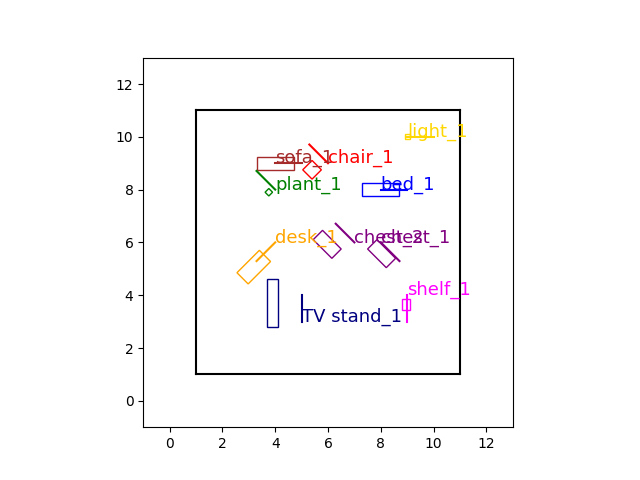 12
light_1
10
sofa_1
chair_1
plant_1
bed_1
8
desk_1
chest_2
chest_1
6
shelf_1
4
TV stand_1
2
0
0
2
4
6
8
10
12